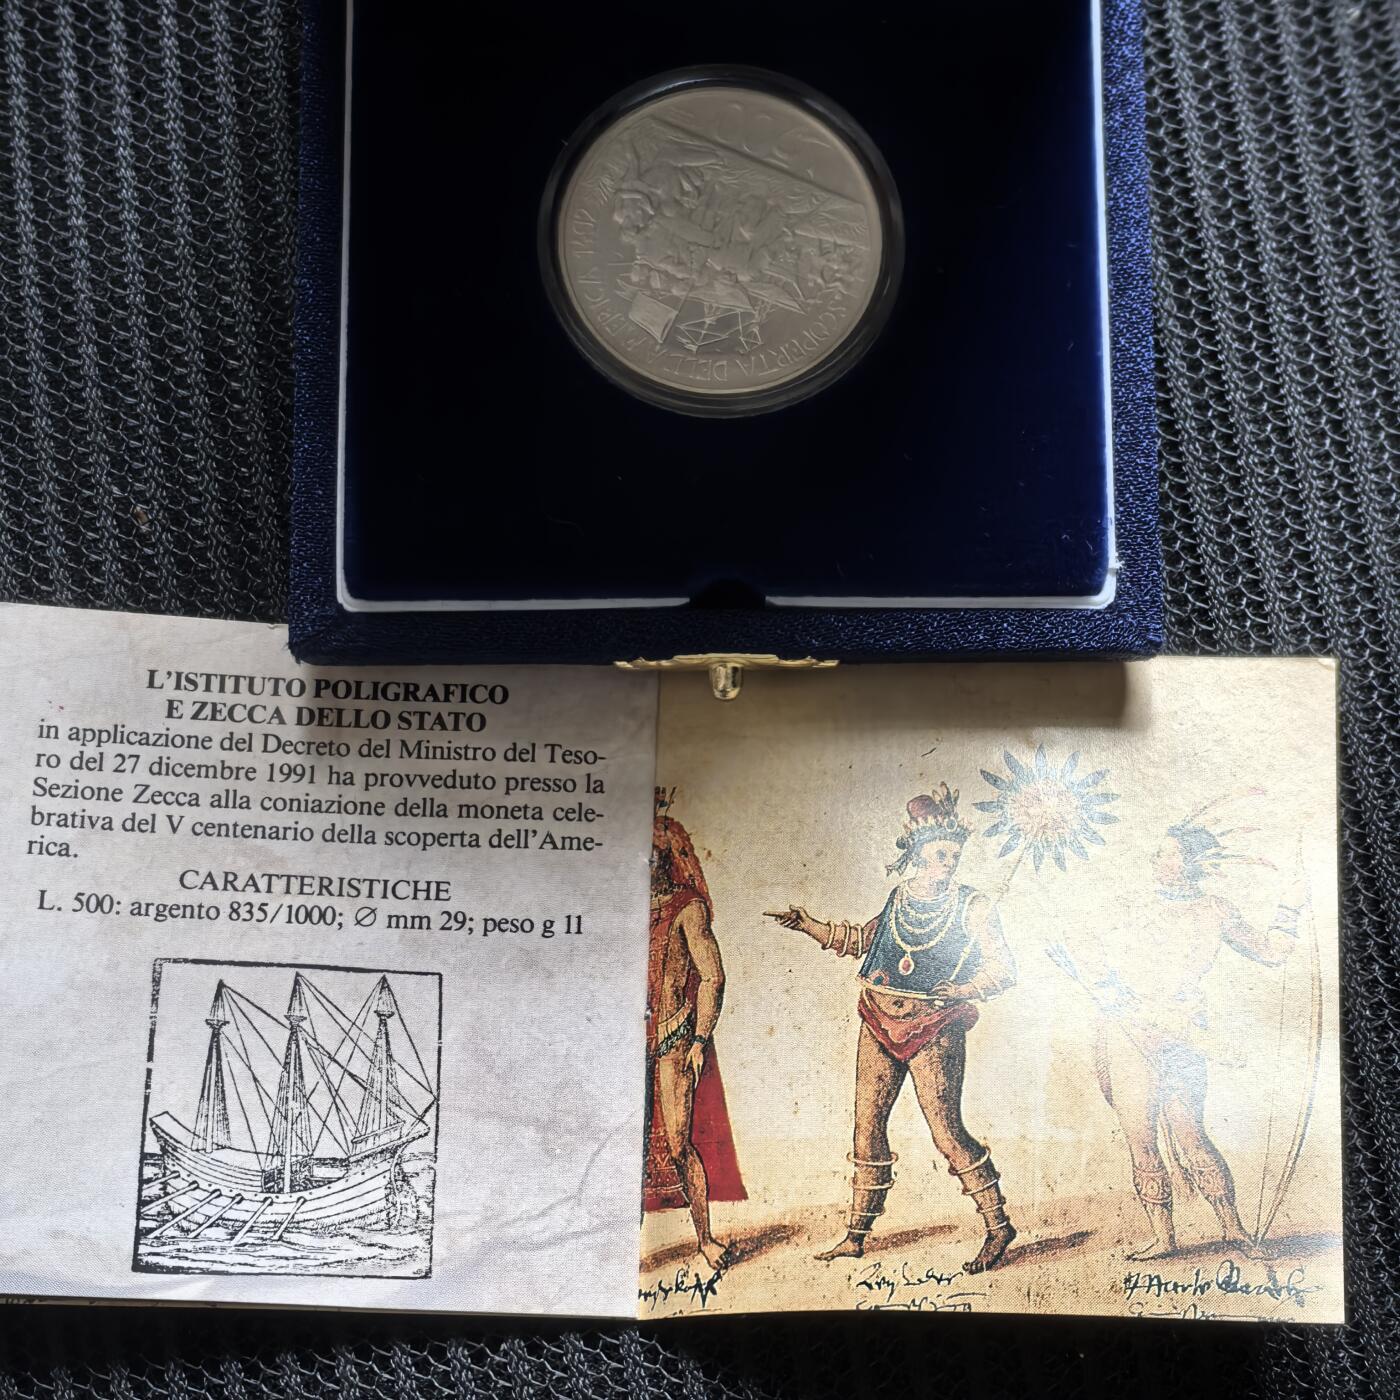 SCOPERTA DELL'AMERICA 1492
L'ISTITUTO POLIGRAFICO
E ZECCA DELLO STATO
in applicazione del Decreto del Ministro del Teso-
ro del 27 dicembre 1991 ha provveduto presso la
Sezione Zecca alla coniazione della moneta cele-
brativa del V centenario della scoperta dell'Ame-
rica.
CARATTERISTICHE
L. 500: argento 835/1000; Ø mm 29; peso g 11